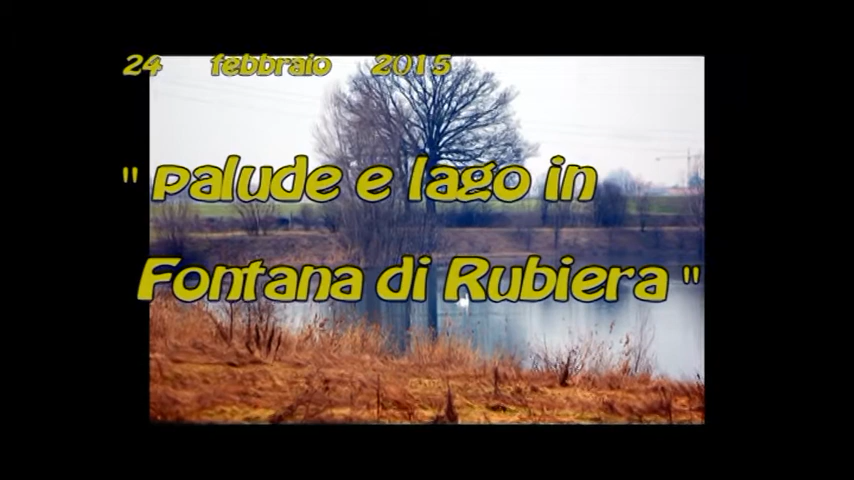 24 febbraio 2015
" palude e lago in
Fontana di Rubiera "